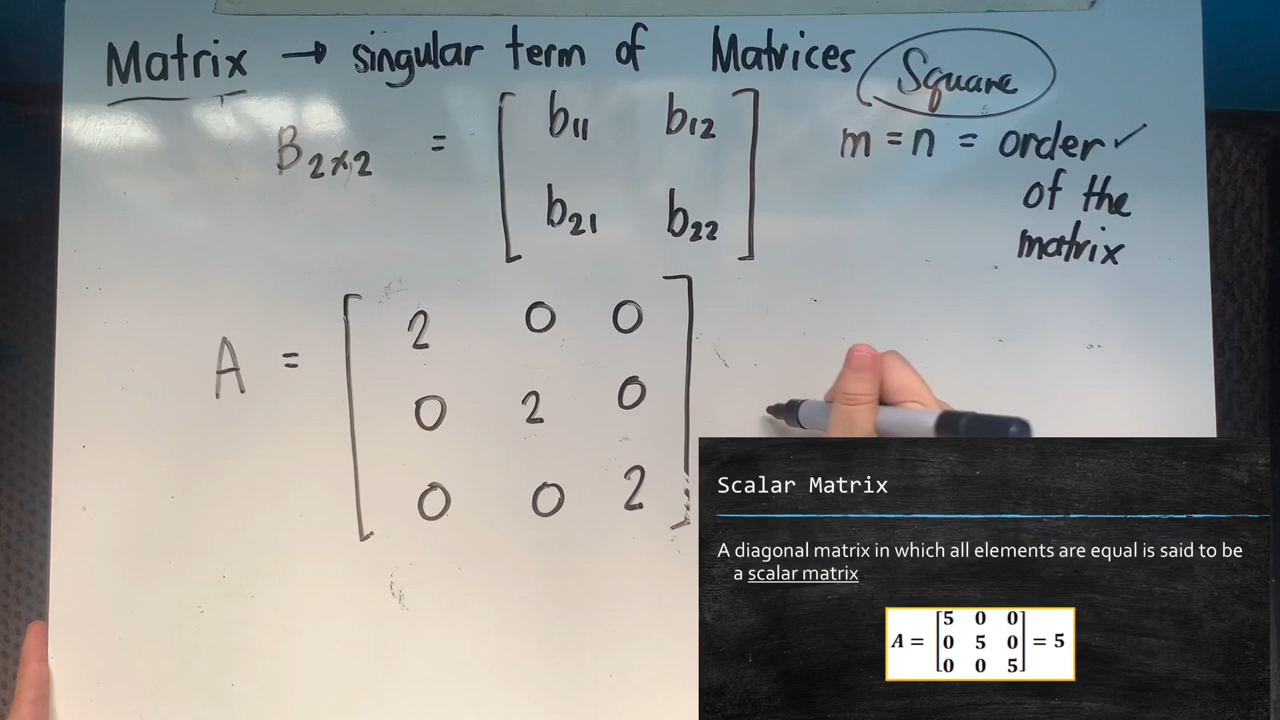 Matrix → singular term of Matrices
Square
B2×2 = [ b11 b12
b21 b22 ]
m = n = order ✓
of the
matrix
A = [ 2 0 0
0 2 0
0 0 2 ]
Scalar Matrix
A diagonal matrix in which all elements are equal is said to be
a scalar matrix
A = [ 5 0 0
0 5 0 = 5
0 0 5 ]